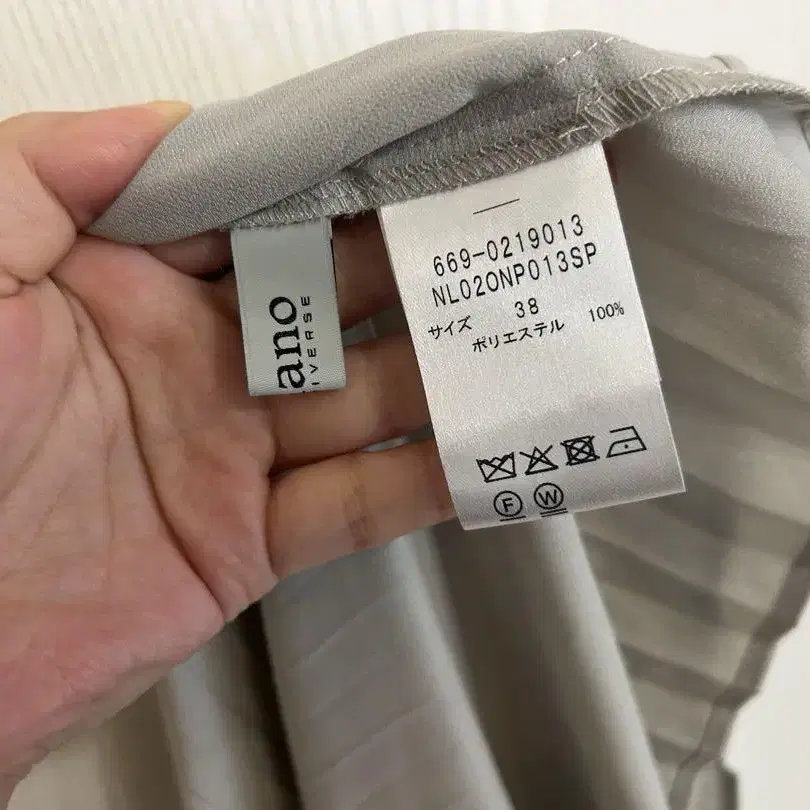 ano
IVERSE
669-0219013
NL020NP013SP
サイズ 38
ポリエステル 100%
F W